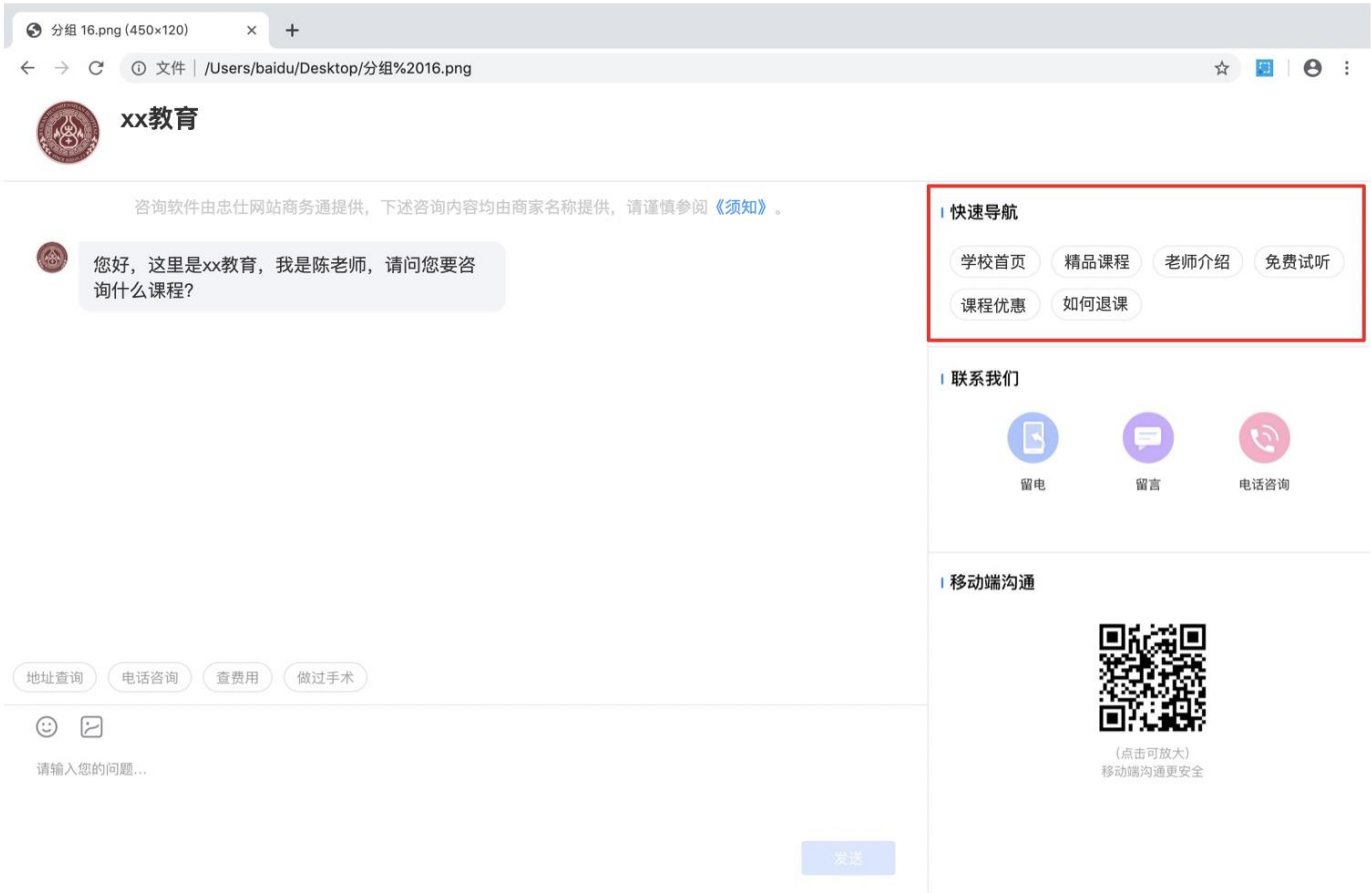 分组 16.png (450×120)
文件 /Users/baidu/Desktop/分组%2016.png
xx教育
咨询软件由忠仕网站商务通提供，下述咨询内容均由商家名称提供，请谨慎参阅《须知》。
您好，这里是xx教育，我是陈老师，请问您要咨
询什么课程？
地址查询 电话咨询 查费用 做过手术
请输入您的问题...
发送
快速导航
学校首页 精品课程 老师介绍 免费试听
课程优惠 如何退课
联系我们
留电 留言 电话咨询
移动端沟通
（点击可放大）
移动端沟通更安全